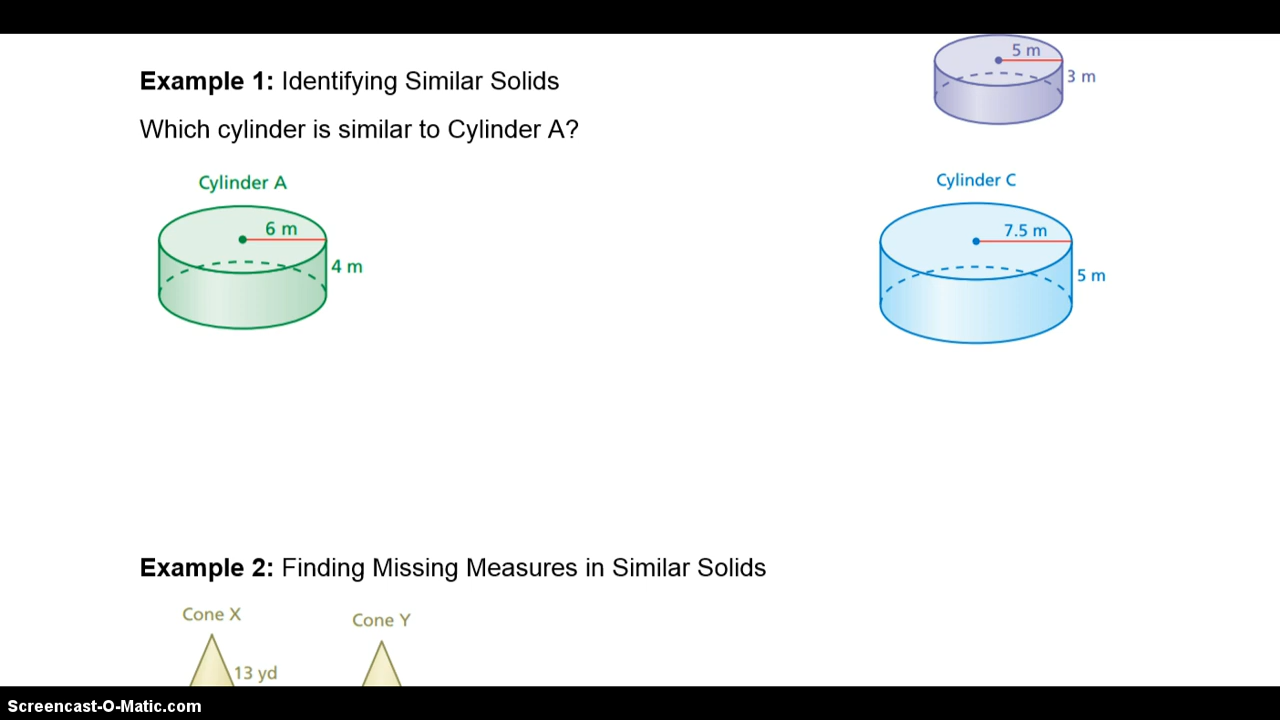 5 m
3 m
Example 1: Identifying Similar Solids
Which cylinder is similar to Cylinder A?
Cylinder A
6 m
4 m
Cylinder C
7.5 m
5 m
Example 2: Finding Missing Measures in Similar Solids
Cone X
Cone Y
13 yd
Screencast-O-Matic.com